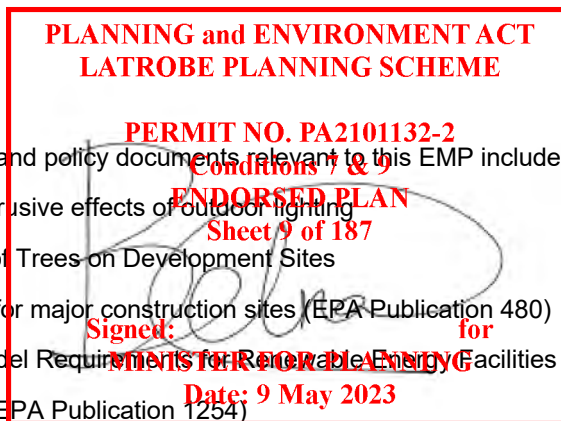 PLANNING and ENVIRONMENT ACT
LATROBE PLANNING SCHEME
PERMIT NO. PA2101132-2
and policy documents relevant to this EMP include
Conditions 7 & 9
ENDORSED PLAN
rusive effects of outdoor lighting
Sheet 9 of 187
f Trees on Development Sites
or major construction sites (EPA Publication 480)
Signed: for
del Requirements for Renewable Energy Facilities
MINISTER FOR PLANNING
Date: 9 May 2023
EPA Publication 1254)